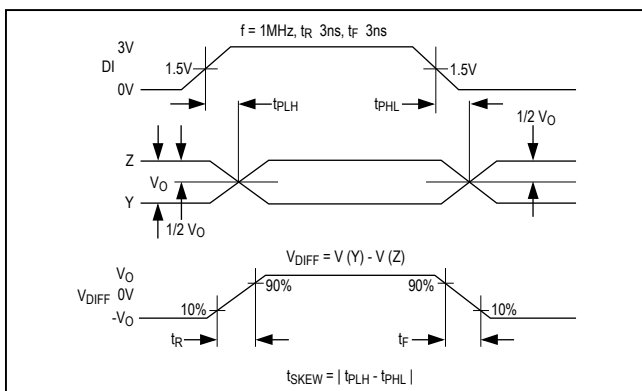 f = 1MHz, tR 3ns, tF 3ns
3V
DI
1.5V
1.5V
0V
tPLH
tPHL
1/2 VO
Z
VO
Y
1/2 VO
VDIFF = V (Y) - V (Z)
VO
90%
90%
VDIFF 0V
10%
10%
-VO
tR
tF
tSKEW = | tPLH - tPHL |